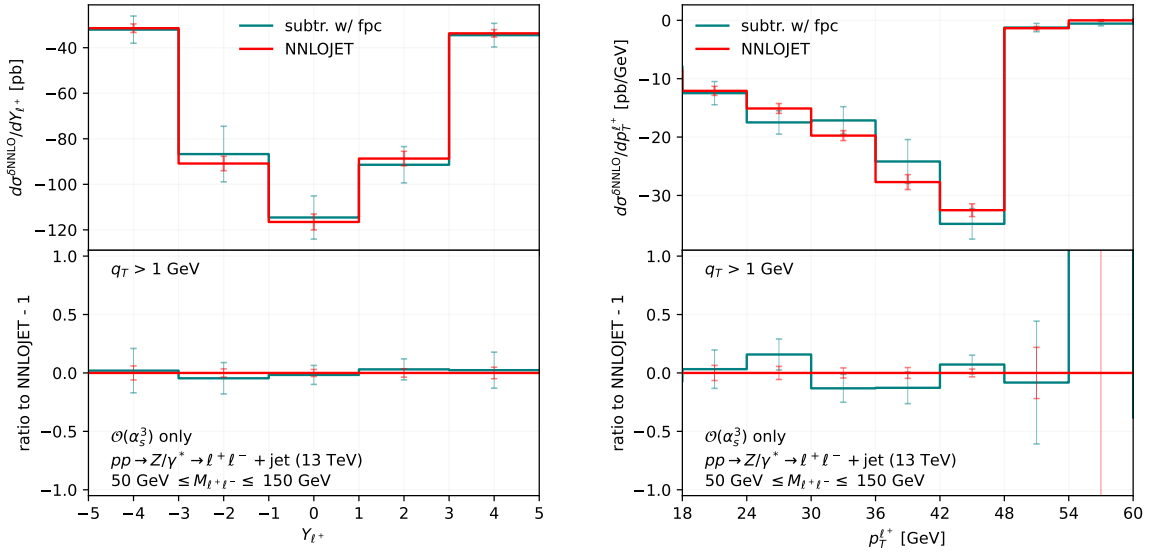 subtr. w/ fpc
NNLOJET
dσ^{δNNLO}/dY_{ℓ⁺} [pb]
−40
−60
−80
−100
−120
q_T > 1 GeV
ratio to NNLOJET - 1
1.0
0.5
0.0
−0.5
−1.0
𝒪(α_s^3) only
pp → Z/γ* → ℓ⁺ℓ⁻ + jet (13 TeV)
50 GeV ≤ M_{ℓ⁺ℓ⁻} ≤ 150 GeV
−5 −4 −3 −2 −1 0 1 2 3 4 5
Y_{ℓ⁺}
subtr. w/ fpc
NNLOJET
dσ^{δNNLO}/dp_T^{ℓ⁺} [pb/GeV]
0
−10
−20
−30
q_T > 1 GeV
ratio to NNLOJET - 1
1.0
0.5
0.0
−0.5
−1.0
𝒪(α_s^3) only
pp → Z/γ* → ℓ⁺ℓ⁻ + jet (13 TeV)
50 GeV ≤ M_{ℓ⁺ℓ⁻} ≤ 150 GeV
18 24 30 36 42 48 54 60
p_T^{ℓ⁺} [GeV]